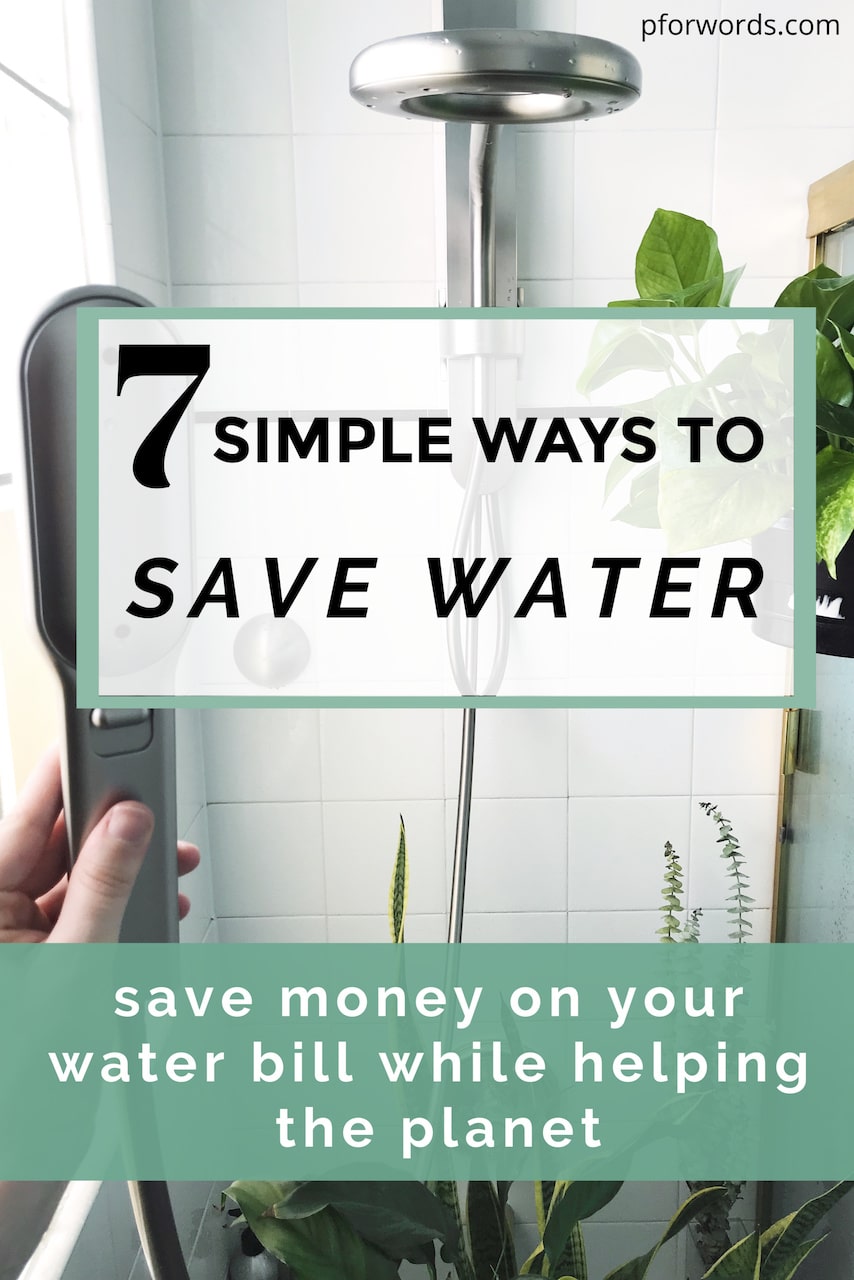 pforwords.com
7 SIMPLE WAYS TO
SAVE WATER
save money on your
water bill while helping
the planet